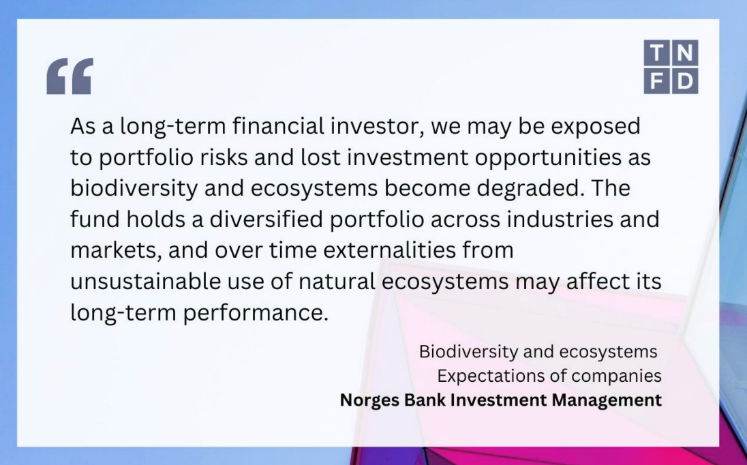 “
TN
FD
As a long-term financial investor, we may be exposed
to portfolio risks and lost investment opportunities as
biodiversity and ecosystems become degraded. The
fund holds a diversified portfolio across industries and
markets, and over time externalities from
unsustainable use of natural ecosystems may affect its
long-term performance.
Biodiversity and ecosystems
Expectations of companies
Norges Bank Investment Management